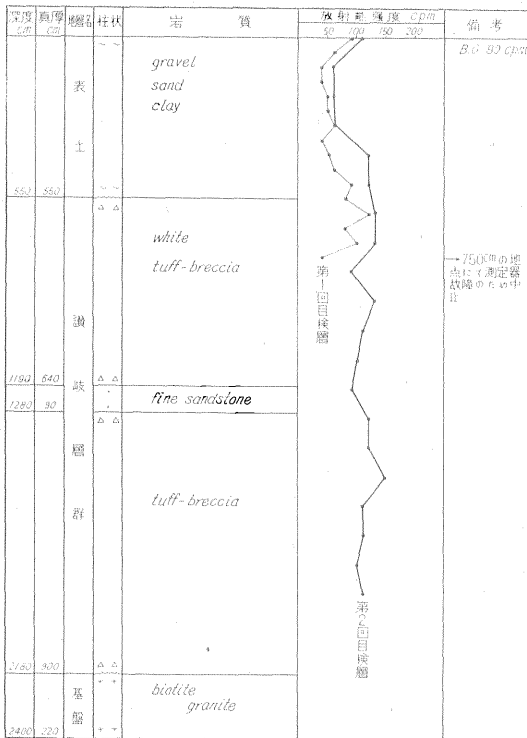 深度 cm 真厚 cm 地層名 柱状 岩質 放射能強度 cpm 備考
50 100 150 200
B.G 80 cpm
gravel
sand
clay
表土
550 550
white
tuff-breccia
→750cmの地
点にて測定器
故障のため中
止
第1回目検層
讃岐層群
1190 640
fine sandstone
1280 90
tuff-breccia
第2回目検層
2180 900
基盤
biotite
granite
2400 220